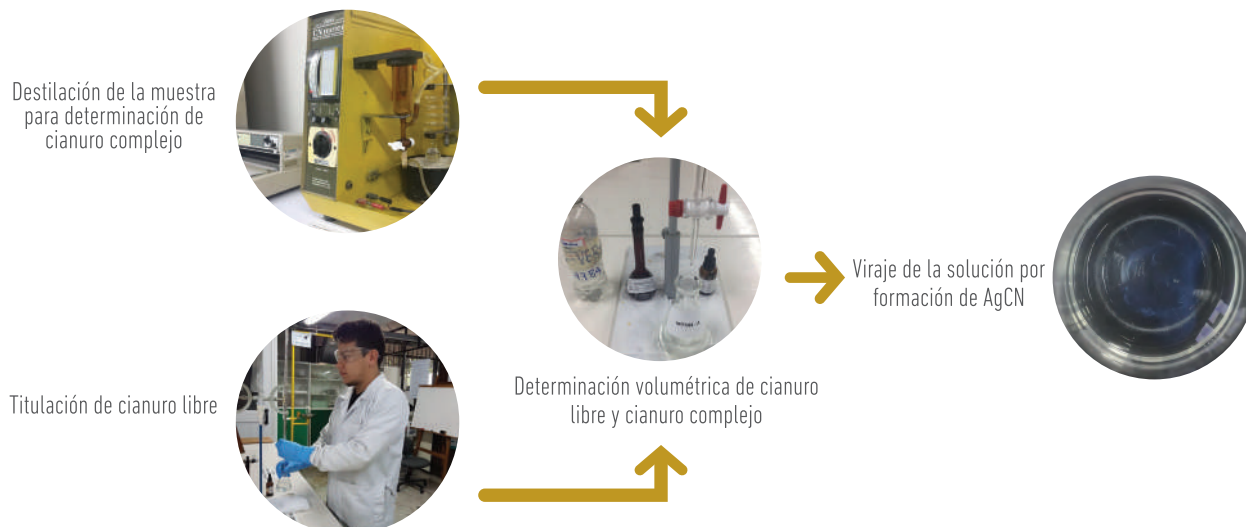 Destilación de la muestra
para determinación de
cianuro complejo
Titulación de cianuro libre
Determinación volumétrica de cianuro
libre y cianuro complejo
Viraje de la solución por
formación de AgCN